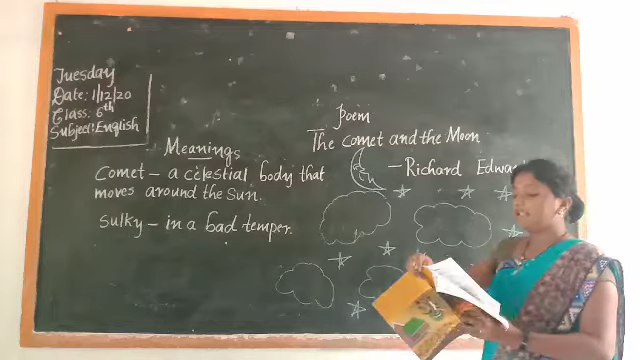 Tuesday
Date: 1/12/20
Class: 6th
Subject: English
Meanings
Comet - a celestial body that
moves around the Sun.
Sulky - in a bad temper.
Poem
The Comet and the Moon
- Richard